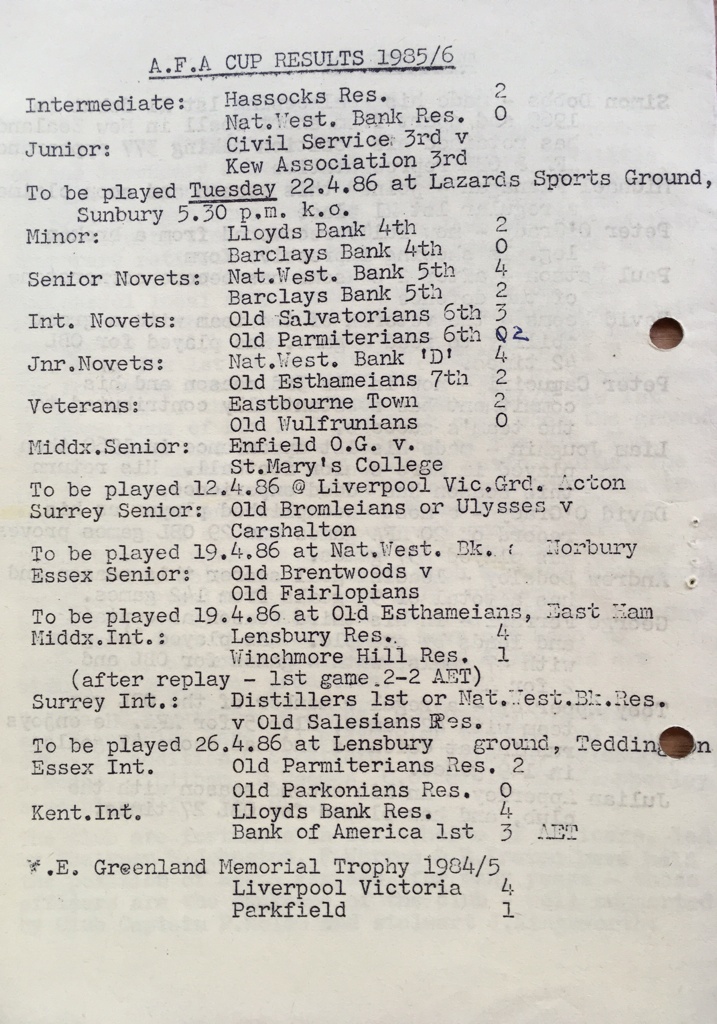 A.F.A CUP RESULTS 1985/6
Intermediate: Hassocks Res. 2
Nat.West. Bank Res. 0
Junior: Civil Service 3rd v
Kew Association 3rd
To be played Tuesday 22.4.86 at Lazards Sports Ground,
Sunbury 5.30 p.m. k.o.
Minor: Lloyds Bank 4th 2
Barclays Bank 4th 0
Senior Novets: Nat.West. Bank 5th 4
Barclays Bank 5th 2
Int. Novets: Old Salvatorians 6th 3
Old Parmiterians 6th 2
Jnr.Novets: Nat.West. Bank 'D' 4
Old Esthameians 7th 2
Veterans: Eastbourne Town 2
Old Wulfrunians 0
Middx.Senior: Enfield O.G. v.
St.Mary's College
To be played 12.4.86 @ Liverpool Vic.Grd. Acton
Surrey Senior: Old Bromleians or Ulysses v
Carshalton
To be played 19.4.86 at Nat.West. Bk. Norbury
Essex Senior: Old Brentwoods v
Old Fairlopians
To be played 19.4.86 at Old Esthameians, East Ham
Middx.Int.: Lensbury Res. 4
Winchmore Hill Res. 1
(after replay - 1st game 2-2 AET)
Surrey Int.: Distillers 1st or Nat.West.Bk.Res.
v Old Salesians Res.
To be played 26.4.86 at Lensbury ground, Teddington
Essex Int. Old Parmiterians Res. 2
Old Parkonians Res. 0
Kent.Int. Lloyds Bank Res. 4
Bank of America 1st 3 AET
.E. Greenland Memorial Trophy 1984/5
Liverpool Victoria 4
Parkfield 1